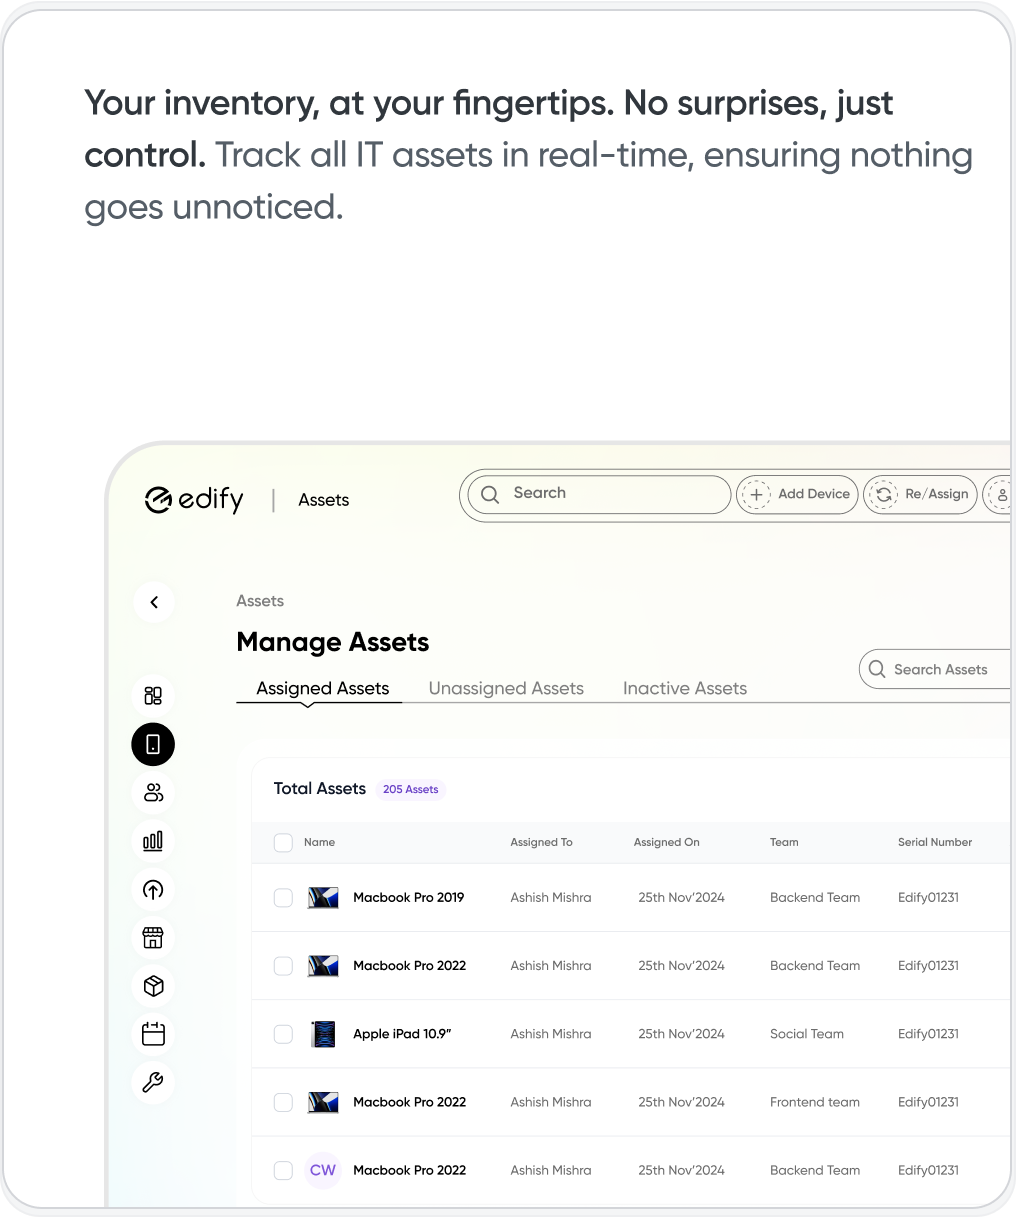 Your inventory, at your fingertips. No surprises, just
control. Track all IT assets in real-time, ensuring nothing
goes unnoticed.
edify | Assets
Search
Add Device
Re/Assign
Assets
Manage Assets
Search Assets
Assigned Assets
Unassigned Assets
Inactive Assets
Total Assets 205 Assets
Name Assigned To Assigned On Team Serial Number
Macbook Pro 2019 Ashish Mishra 25th Nov’2024 Backend Team Edify01231
Macbook Pro 2022 Ashish Mishra 25th Nov’2024 Backend Team Edify01231
Apple iPad 10.9” Ashish Mishra 25th Nov’2024 Social Team Edify01231
Macbook Pro 2022 Ashish Mishra 25th Nov’2024 Frontend team Edify01231
CW Macbook Pro 2022 Ashish Mishra 25th Nov’2024 Backend Team Edify01231